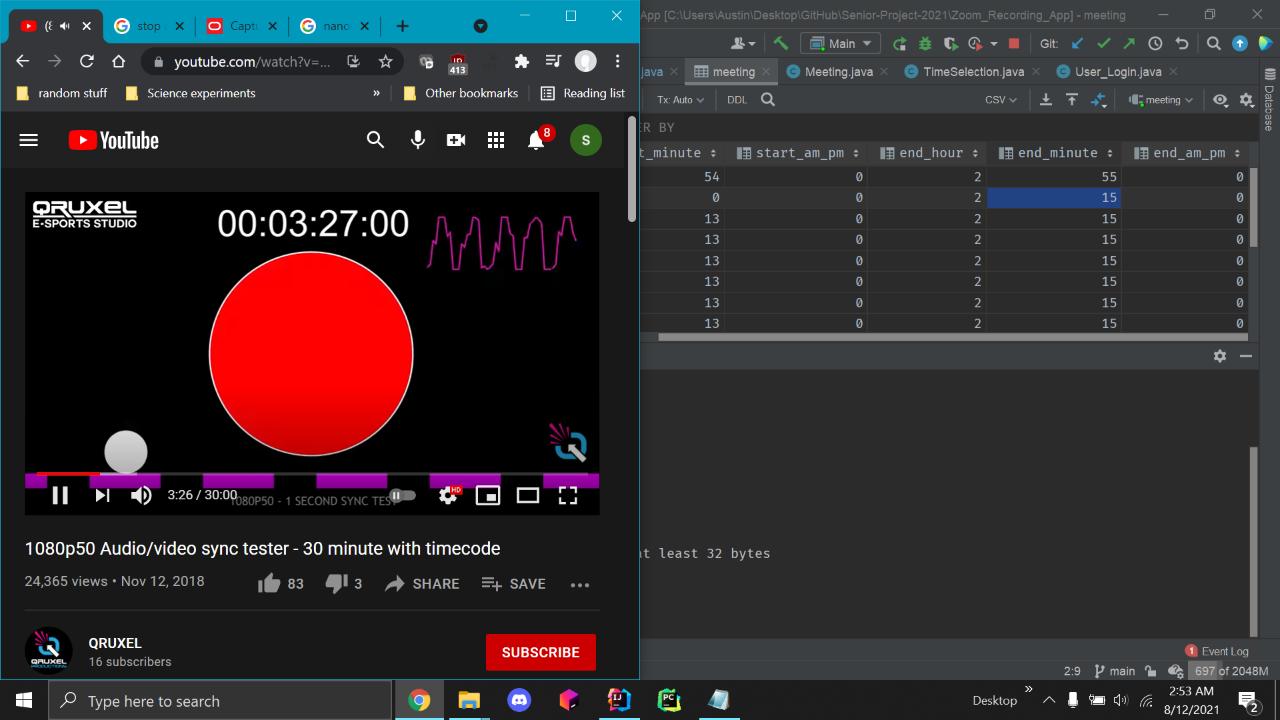 stop
Captu
nano
youtube.com/watch?v=...
413
random stuff
Science experiments
»
Other bookmarks
Reading list
YouTube
8
S
QRUXEL
E-SPORTS STUDIO
00:03:27:00
3:26 / 30:00
1080P50 - 1 SECOND SYNC TEST
HD
1080p50 Audio/video sync tester - 30 minute with timecode
24,365 views • Nov 12, 2018
83
3
SHARE
SAVE
QRUXEL
16 subscribers
SUBSCRIBE
App [C:\Users\Austin\Desktop\GitHub\Senior-Project-2021\Zoom_Recording_App] - meeting
Main
Git:
java
meeting
Meeting.java
TimeSelection.java
User_Login.java
Tx: Auto
DDL
CSV
meeting
Database
ER BY
t_minute start_am_pm end_hour end_minute end_am_pm
54 0 2 55 0
0 0 2 15 0
13 0 2 15 0
13 0 2 15 0
13 0 2 15 0
13 0 2 15 0
13 0 2 15 0
13 0 2 15 0
at least 32 bytes
1 Event Log
2:9 main 697 of 2048M
Type here to search
Desktop
»
2:53 AM
8/12/2021
2